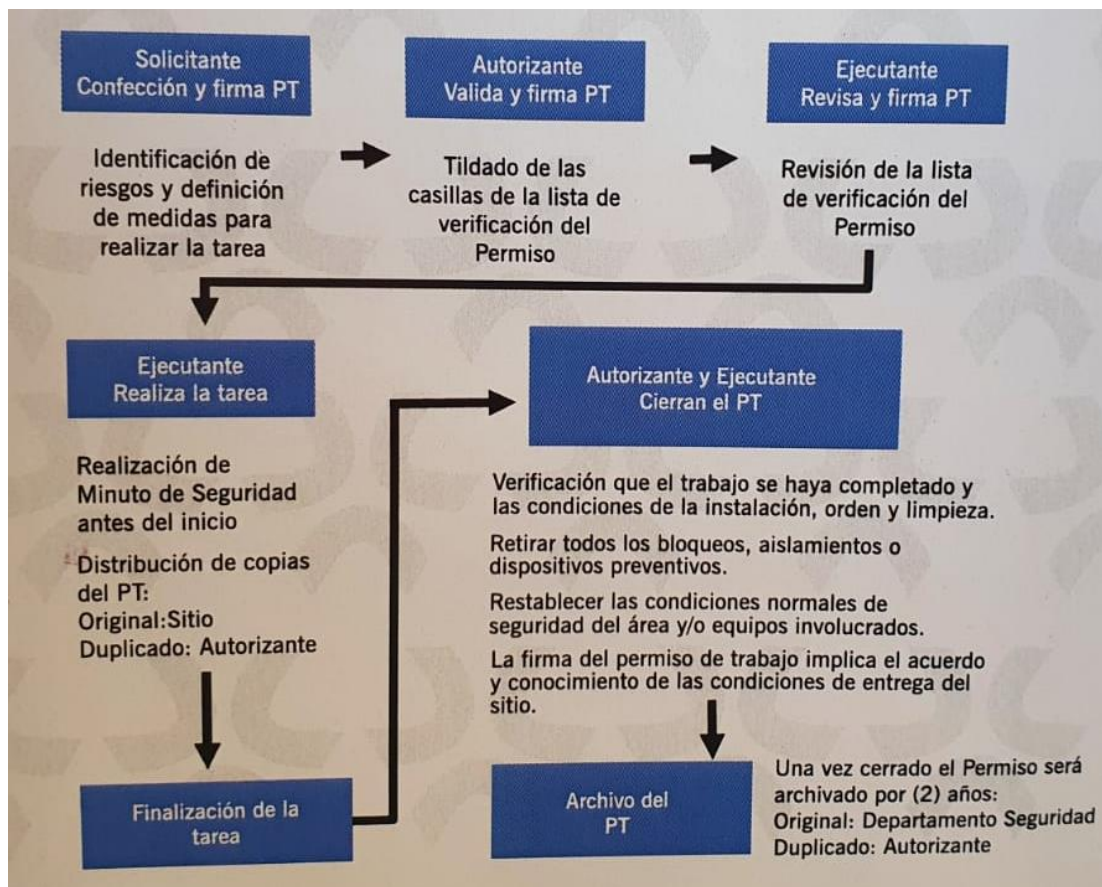 Solicitante
Confección y firma PT
Identificación de
riesgos y definición
de medidas para
realizar la tarea
Autorizante
Valida y firma PT
Tildado de las
casillas de la lista de
verificación del
Permiso
Ejecutante
Revisa y firma PT
Revisión de la lista
de verificación del
Permiso
Ejecutante
Realiza la tarea
Realización de
Minuto de Seguridad
antes del inicio
Distribución de copias
del PT:
Original:Sitio
Duplicado: Autorizante
Finalización de la
tarea
Autorizante y Ejecutante
Cierran el PT
Verificación que el trabajo se haya completado y
las condiciones de la instalación, orden y limpieza.
Retirar todos los bloqueos, aislamientos o
dispositivos preventivos.
Restablecer las condiciones normales de
seguridad del área y/o equipos involucrados.
La firma del permiso de trabajo implica el acuerdo
y conocimiento de las condiciones de entrega del
sitio.
Archivo del
PT
Una vez cerrado el Permiso será
archivado por (2) años:
Original: Departamento Seguridad
Duplicado: Autorizante